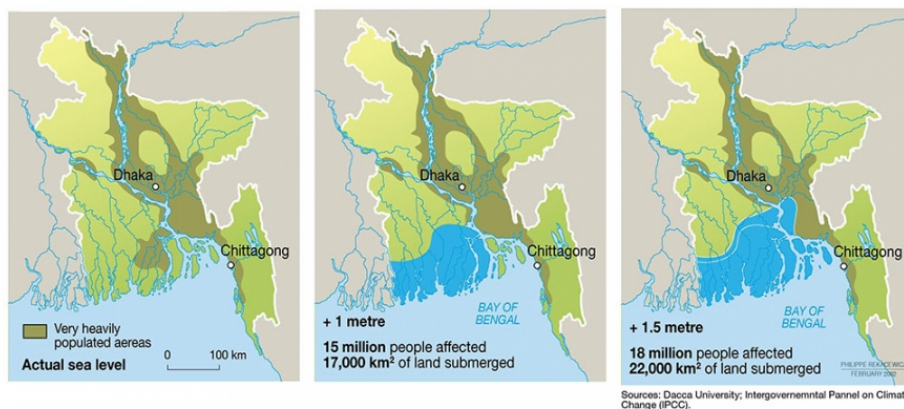 Dhaka
Chittagong
Very heavily
populated aereas
Actual sea level
0 100 km
Dhaka
Chittagong
BAY OF
BENGAL
+ 1 metre
15 million people affected
17,000 km² of land submerged
Dhaka
Chittagong
BAY OF
BENGAL
+ 1.5 metre
18 million people affected
22,000 km² of land submerged
PHILIPPE REKACEWICZ
FEBRUARY
Sources: Dacca University; Intergovernemntal Pannel on Climat
Change (IPCC).